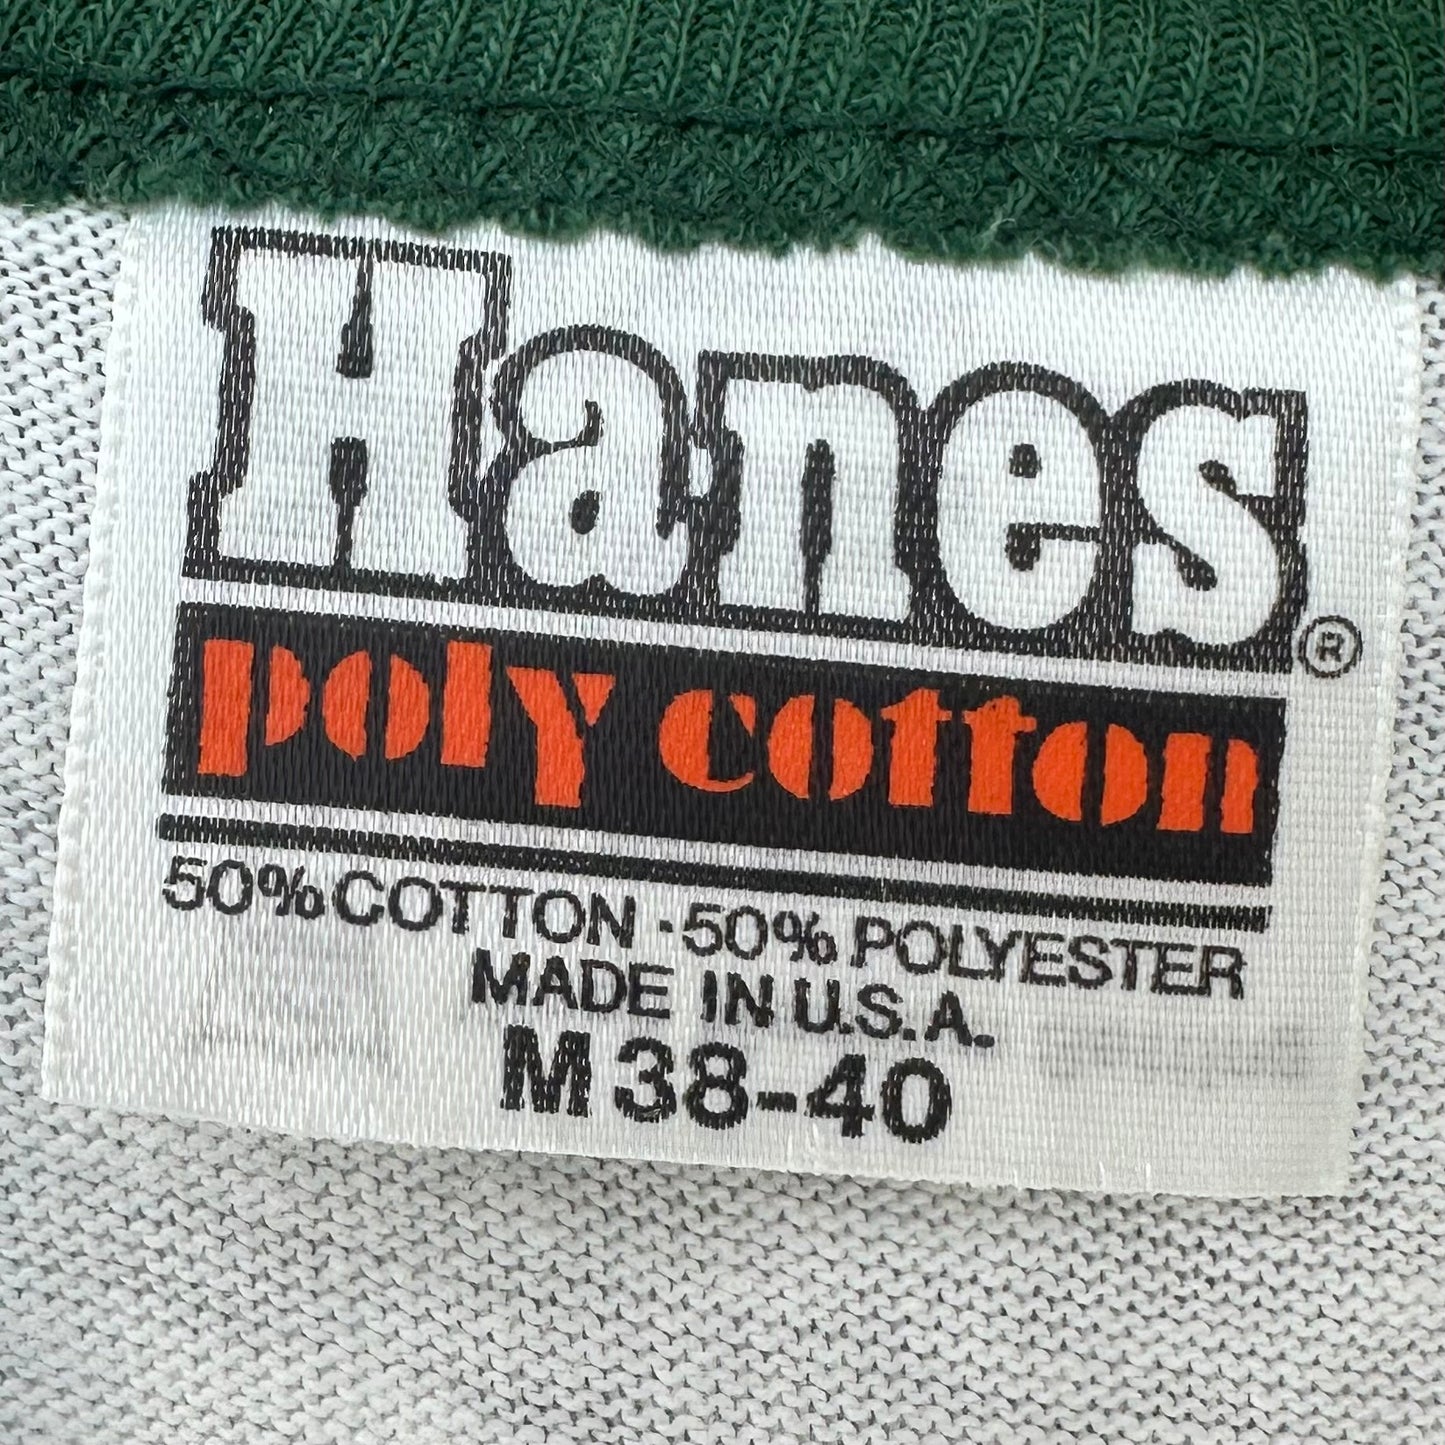 Hanes®
poly cotton
50% COTTON · 50% POLYESTER
MADE IN U.S.A.
M 38-40